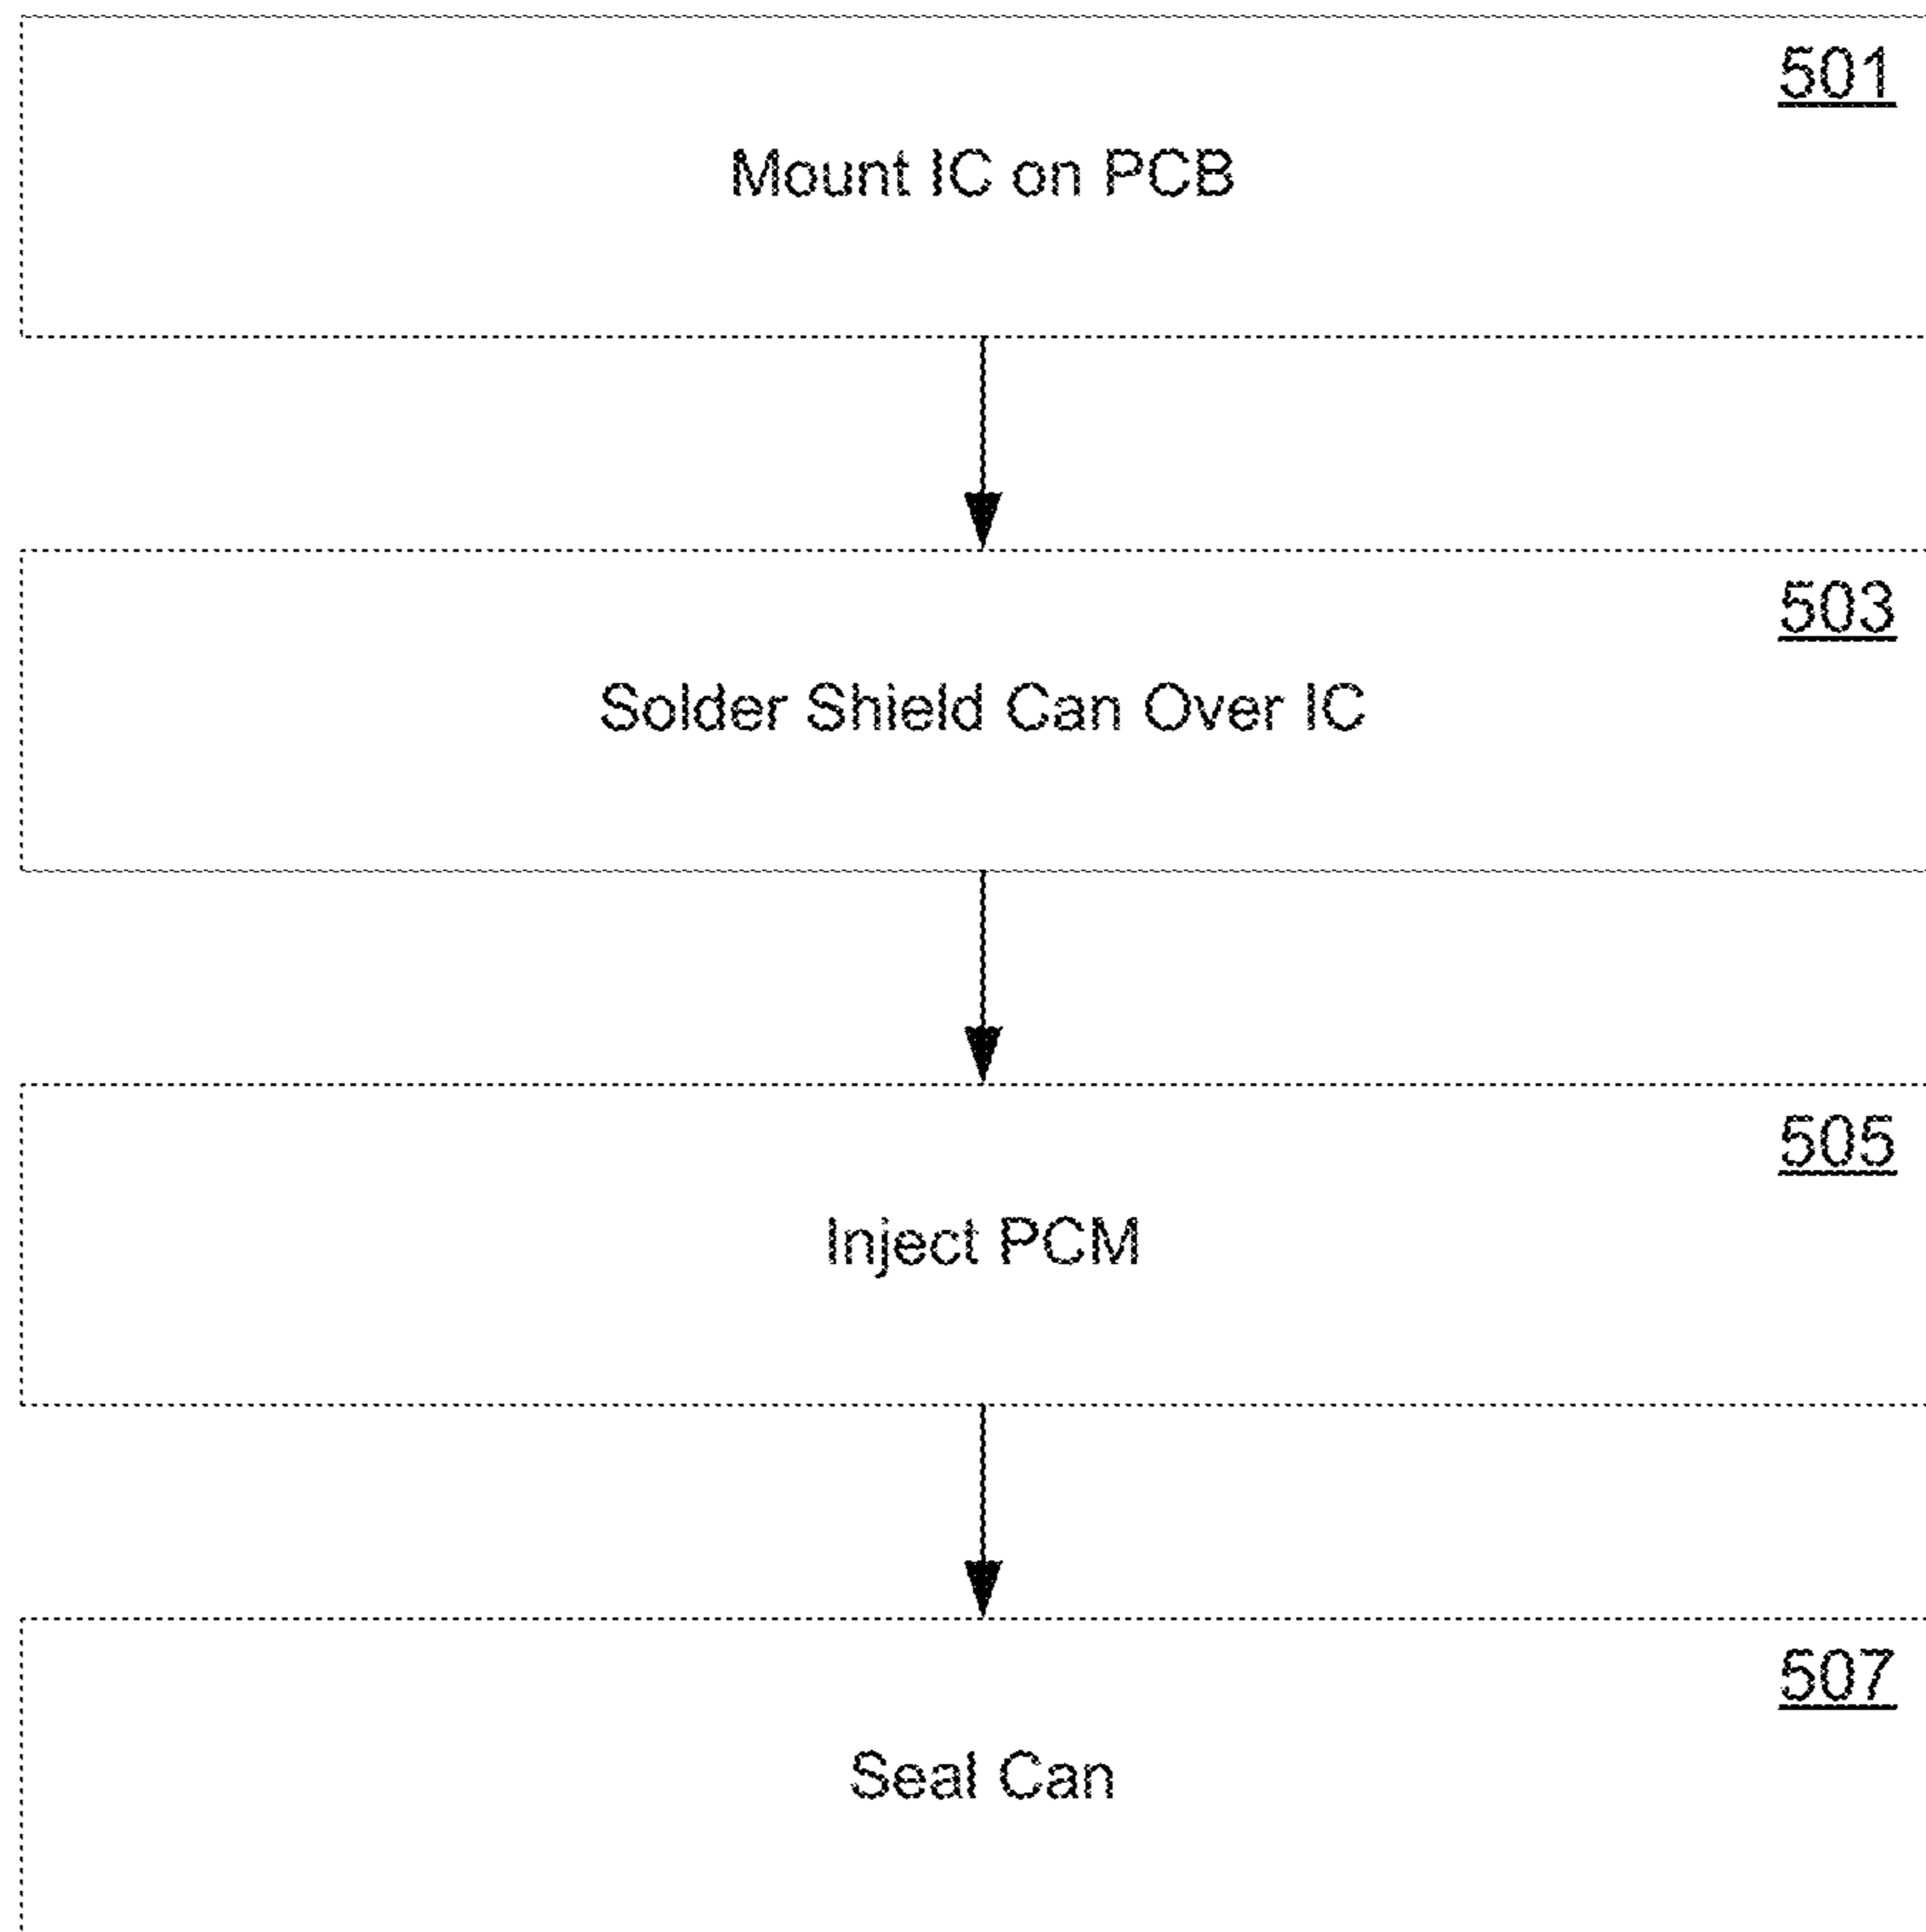 501
Mount IC on PCB
503
Solder Shield Can Over IC
505
Inject PCM
507
Seal Can